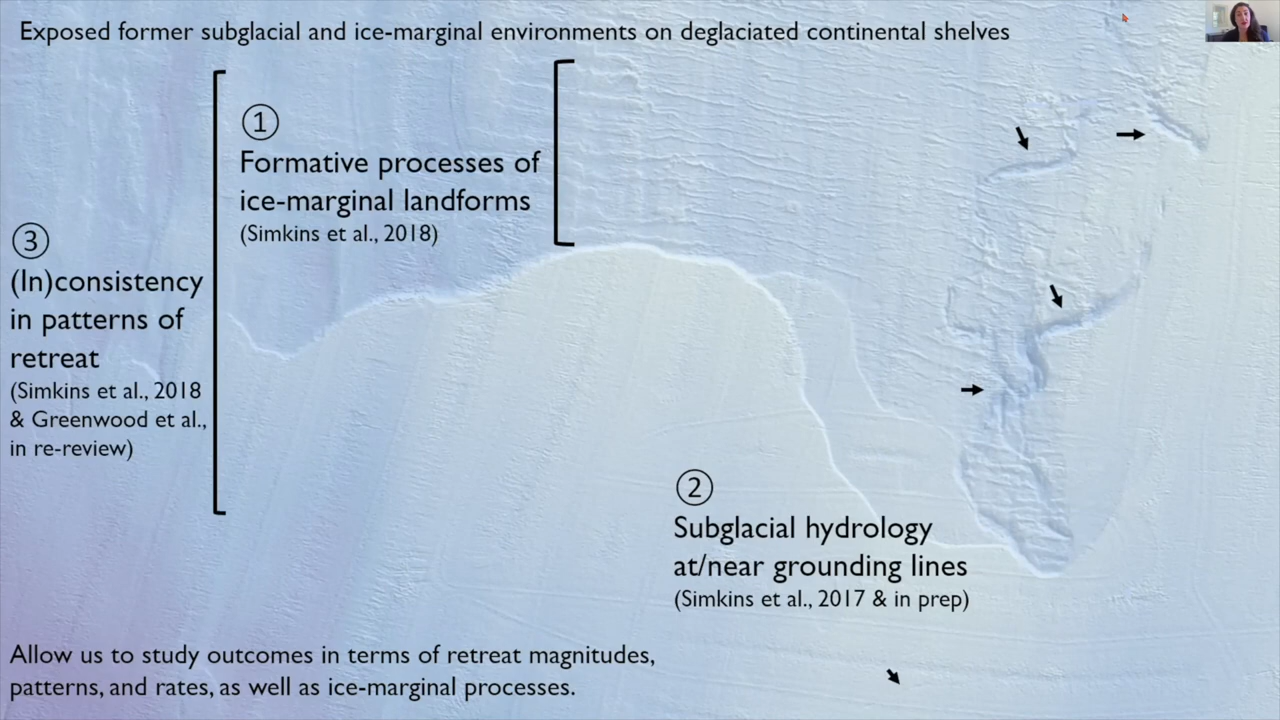 Exposed former subglacial and ice-marginal environments on deglaciated continental shelves
①
Formative processes of
ice-marginal landforms
(Simkins et al., 2018)
③
(In)consistency
in patterns of
retreat
(Simkins et al., 2018
& Greenwood et al.,
in re-review)
②
Subglacial hydrology
at/near grounding lines
(Simkins et al., 2017 & in prep)
Allow us to study outcomes in terms of retreat magnitudes,
patterns, and rates, as well as ice-marginal processes.